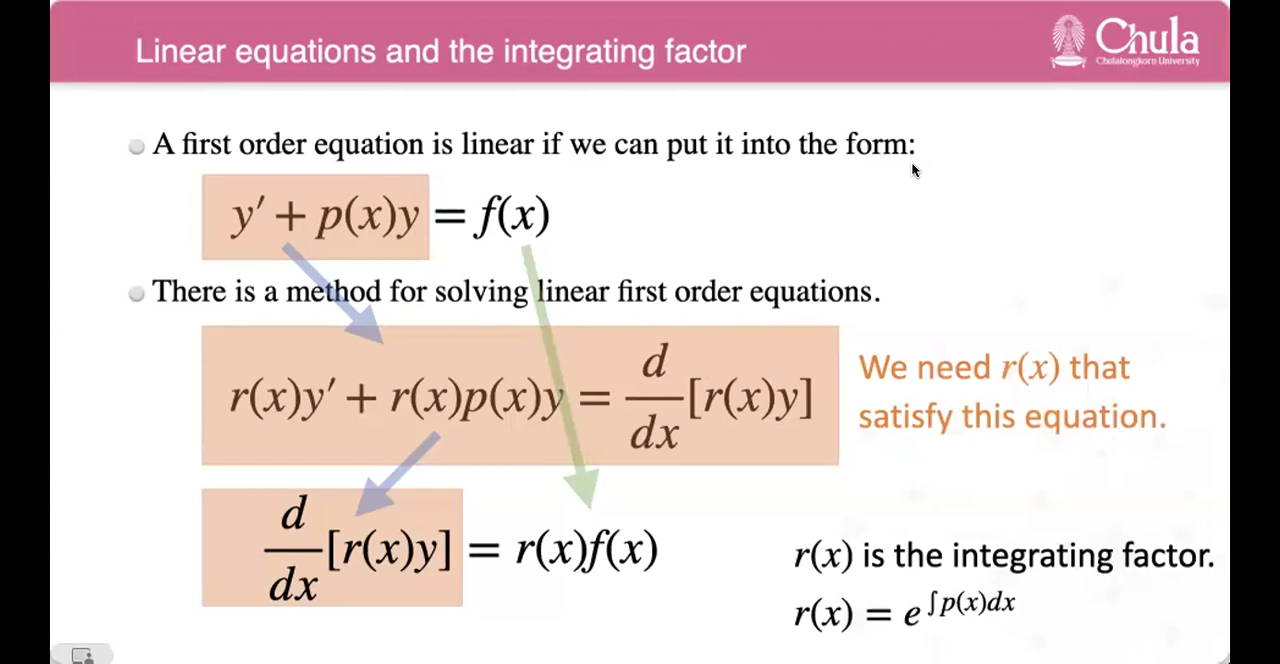 Linear equations and the integrating factor
Chula
Chulalongkorn University
A first order equation is linear if we can put it into the form:
y′ + p(x)y = f(x)
There is a method for solving linear first order equations.
r(x)y′ + r(x)p(x)y = d/dx [r(x)y]
We need r(x) that
satisfy this equation.
d/dx [r(x)y] = r(x)f(x)
r(x) is the integrating factor.
r(x) = e^∫p(x)dx